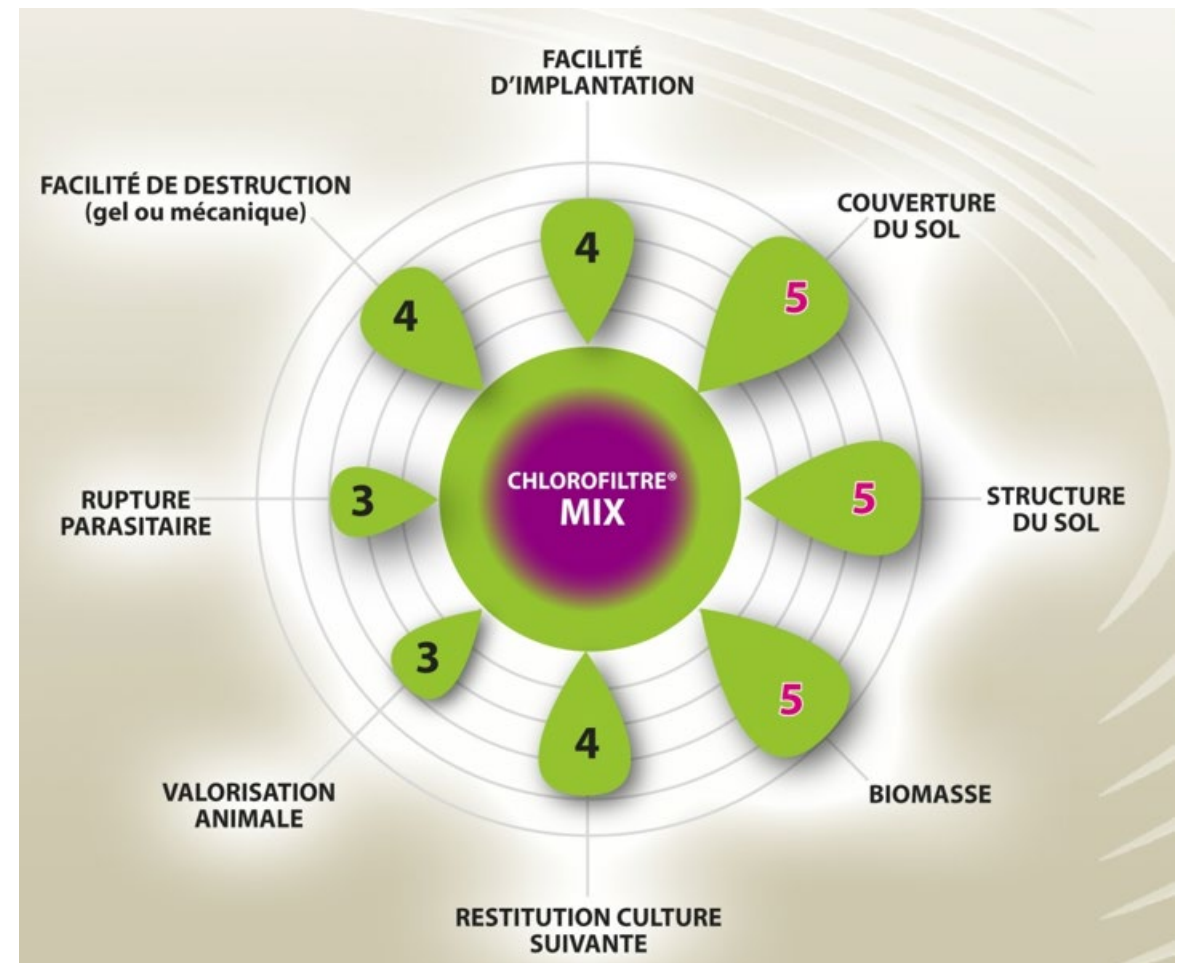 FACILITÉ
D'IMPLANTATION
4
COUVERTURE
DU SOL
5
STRUCTURE
DU SOL
5
BIOMASSE
5
RESTITUTION CULTURE
SUIVANTE
4
VALORISATION
ANIMALE
3
RUPTURE
PARASITAIRE
3
FACILITÉ DE DESTRUCTION
(gel ou mécanique)
4
CHLOROFILTRE®
MIX